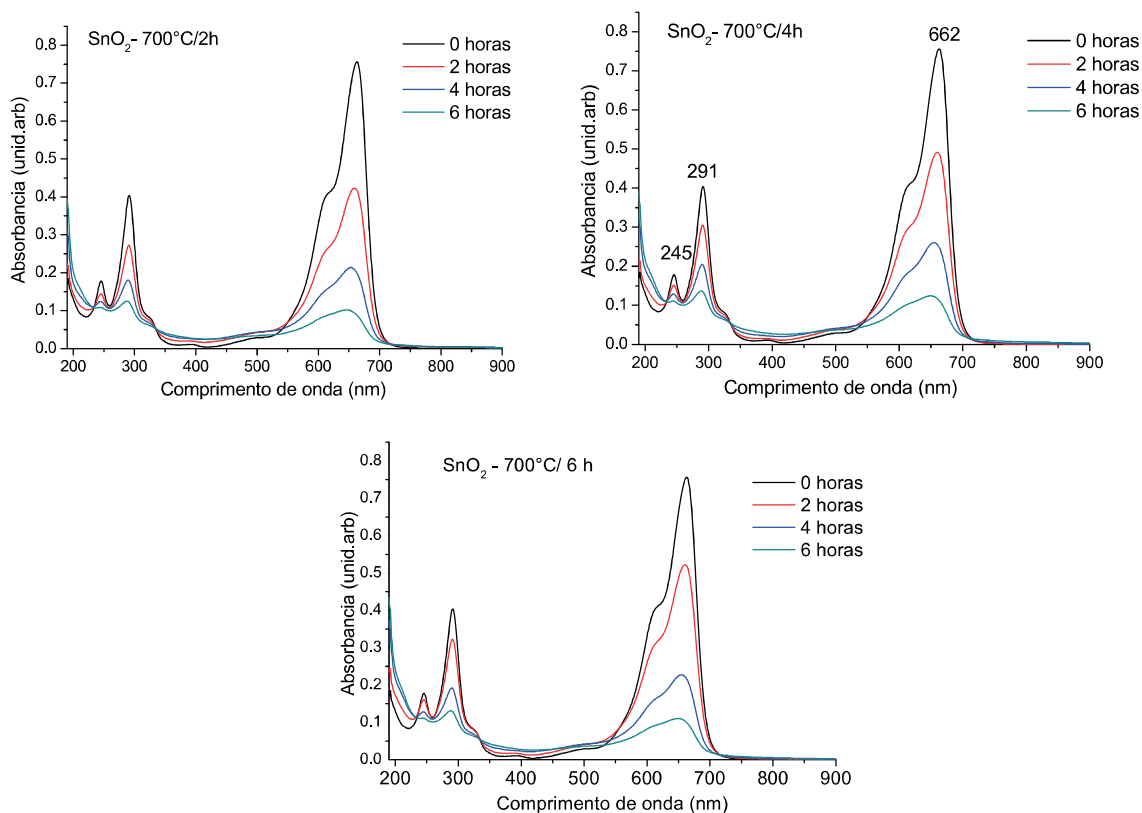 SnO2- 700°C/2h
0 horas
2 horas
4 horas
6 horas
Absorbancia (unid.arb)
0.8
0.7
0.6
0.5
0.4
0.3
0.2
0.1
0.0
200 300 400 500 600 700 800 900
Comprimento de onda (nm)
SnO2- 700°C/4h
662
0 horas
2 horas
4 horas
6 horas
291
245
Absorbancia (unid.arb)
0.8
0.7
0.6
0.5
0.4
0.3
0.2
0.1
0.0
200 300 400 500 600 700 800 900
Comprimento de onda (nm)
SnO2 - 700°C/ 6 h
0 horas
2 horas
4 horas
6 horas
Absorbancia (unid.arb)
0.8
0.7
0.6
0.5
0.4
0.3
0.2
0.1
0.0
200 300 400 500 600 700 800 900
Comprimento de onda (nm)